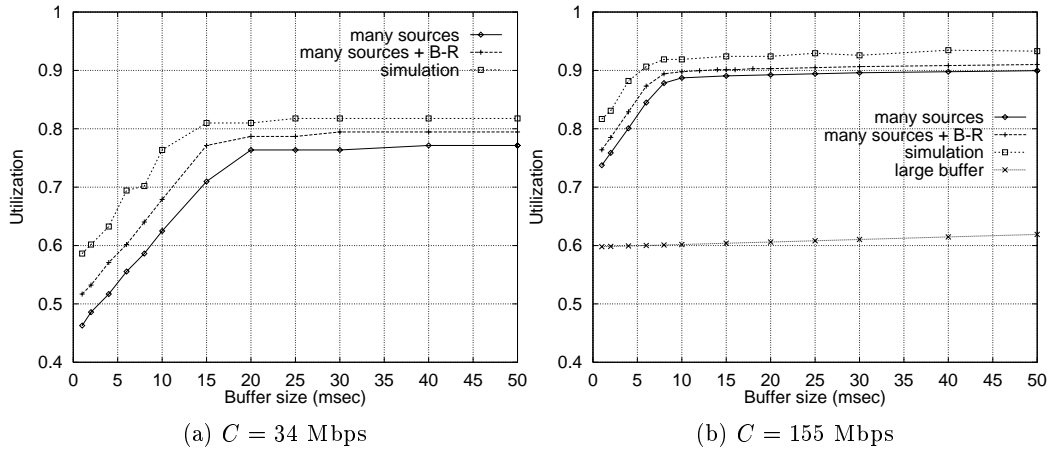 1
0.9
0.8
0.7
0.6
0.5
0.4
Utilization
many sources
many sources + B-R
simulation
0 5 10 15 20 25 30 35 40 45 50
Buffer size (msec)
(a) C = 34 Mbps
1
0.9
0.8
0.7
0.6
0.5
0.4
Utilization
many sources
many sources + B-R
simulation
large buffer
0 5 10 15 20 25 30 35 40 45 50
Buffer size (msec)
(b) C = 155 Mbps